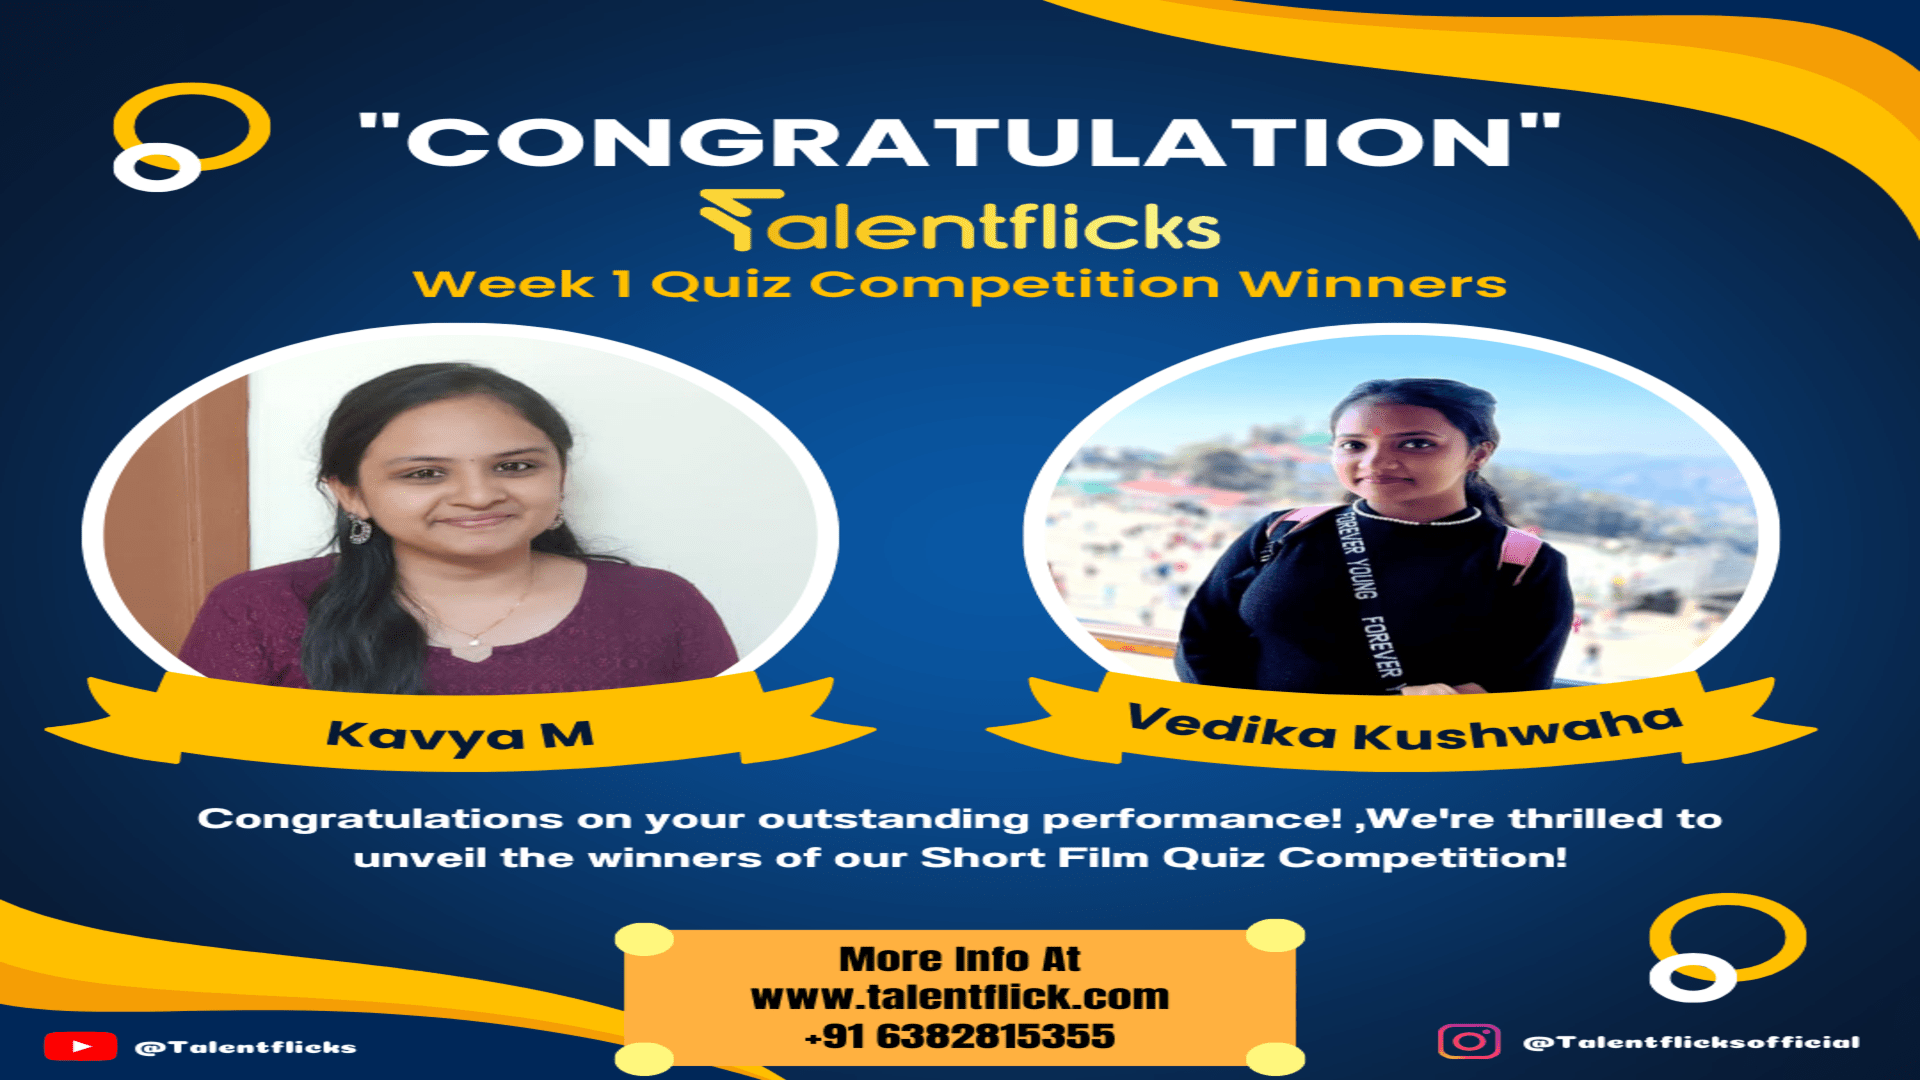 "CONGRATULATION"
Talentflicks
Week 1 Quiz Competition Winners
FOREVER YOUNG FOREVER Y
Kavya M
Vedika Kushwaha
Congratulations on your outstanding performance! ,We're thrilled to
unveil the winners of our Short Film Quiz Competition!
More Info At
www.talentflick.com
+91 6382815355
@Talentflicks
@Talentflicksofficial